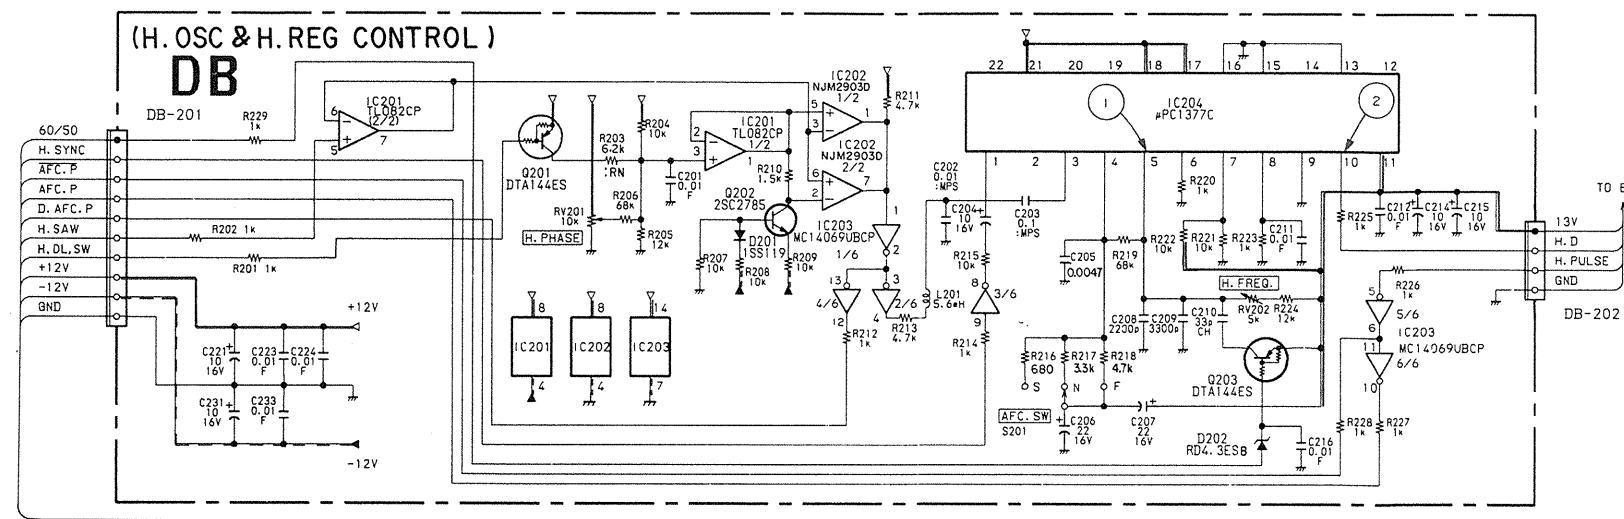 (H. OSC & H. REG CONTROL)
DB
DB-201
60/50
H. SYNC
AFC. P
AFC. P
D. AFC. P
H. SAW
H. DL, SW
+12V
-12V
GND
R229
1k
R202 1k
R201 1k
6
5
7
IC201
TL082CP
(2/2)
+12V
-12V
C221
10
16V
C223
0.01
F
C224
0.01
F
C231
10
16V
C233
0.01
F
Q201
DTA144ES
R203
6.2k
:RN
R204
10k
RV201
10k
H. PHASE
R206
68k
R205
12k
C201
0.01
F
2
3
1
IC201
TL082CP
1/2
R210
1.5k
Q202
2SC2785
D201
1SS119
R207
10k
R208
10k
R209
10k
IC202
NJM2903D
1/2
5
3
1
IC202
NJM2903D
2/2
6
2
7
R211
4.7k
IC203
MC14069UBCP
1/6
1
2
13
4/6
12
3
2/6
4
R212
1k
R213
4.7k
L201
5.6mH
C202
0.01
:MPS
C204
10
16V
C203
0.1
:MPS
R215
10k
8
3/6
9
R214
1k
8
IC201
4
8
IC202
4
14
IC203
7
22 21 20 19 18 17 16 15 14 13 12
1
IC204
μPC1377C
2
1 2 3 4 5 6 7 8 9 10 11
C205
0.0047
R219
68k
R220
1k
R222
10k
R221
10k
R223
1k
C211
0.01
F
R225
1k
C212
0.01
F
C214
10
16V
C215
10
16V
H. FREQ.
C208
2230p
C209
3300p
C210
33p
CH
RV202
5k
R224
12k
R216
680
R217
3.3k
R218
4.7k
S
N
F
AFC. SW
S201
C206
22
16V
C207
22
16V
Q203
DTA144ES
D202
RD4.3ESB
C216
0.01
F
R226
1k
5
5/6
6
IC203
MC14069UBCP
11
6/6
10
R228
1k
R227
1k
TO
13V
H. D
H. PULSE
GND
DB-202